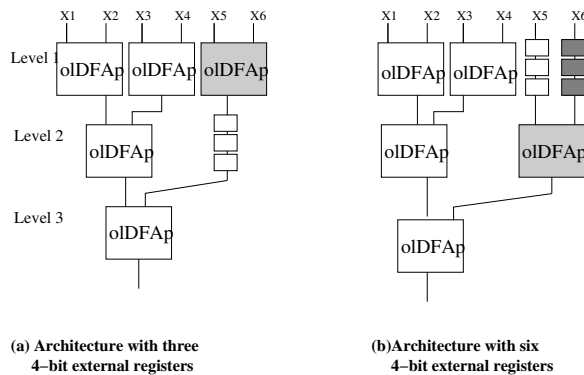 X1 X2 X3 X4 X5 X6
Level 1
olDFAp olDFAp olDFAp
Level 2
olDFAp
Level 3
olDFAp
(a) Architecture with three
4−bit external registers
X1 X2 X3 X4 X5 X6
olDFAp olDFAp
olDFAp olDFAp
olDFAp
(b)Architecture with six
4−bit external registers